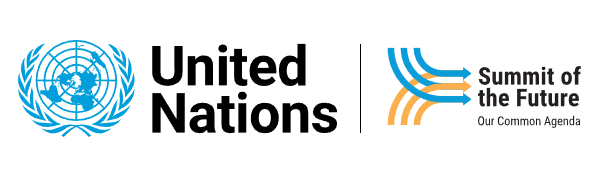 United
Nations
Summit of
the Future
Our Common Agenda